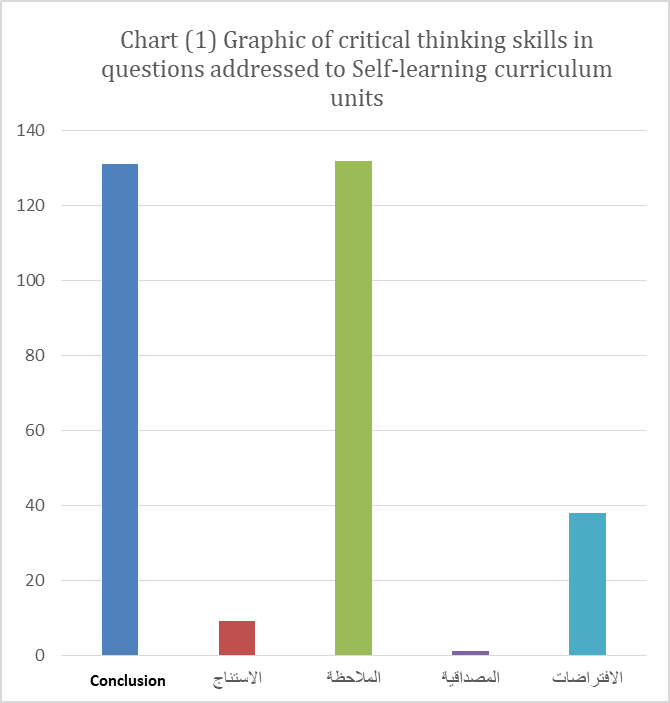 Chart (1) Graphic of critical thinking skills in
questions addressed to Self-learning curriculum
units
140
120
100
80
60
40
20
0
Conclusion الاستناج الملاحظة المصداقية الافتراضات